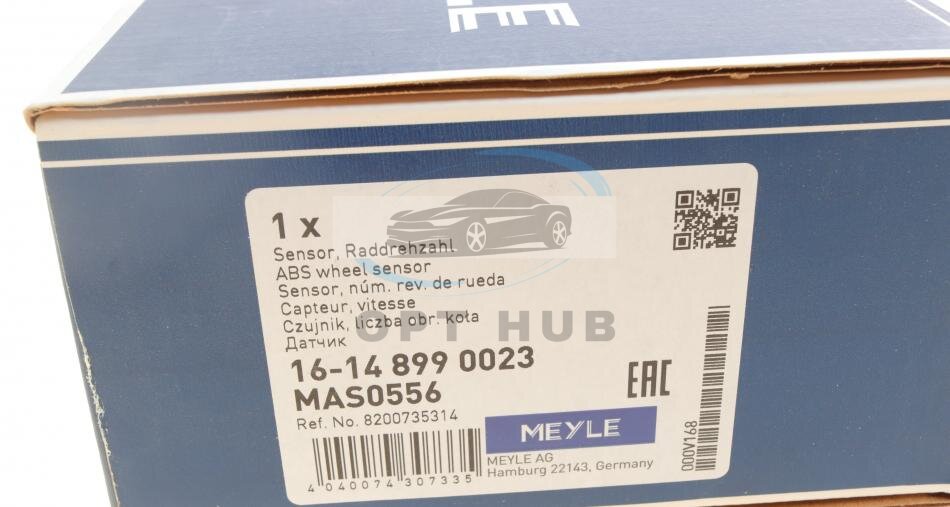 EE
1 x
Sensor, Raddrehzahl
ABS wheel sensor
Sensor, núm. rev. de rueda
Capteur, vitesse
Czujnik, liczba obr. koła
Датчик
OPT HUB
16-14 899 0023
MAS0556
Ref. No. 8200735314
EAC
MEYLE
MEYLE AG
Hamburg 22143, Germany
4 040074 307335
000V168